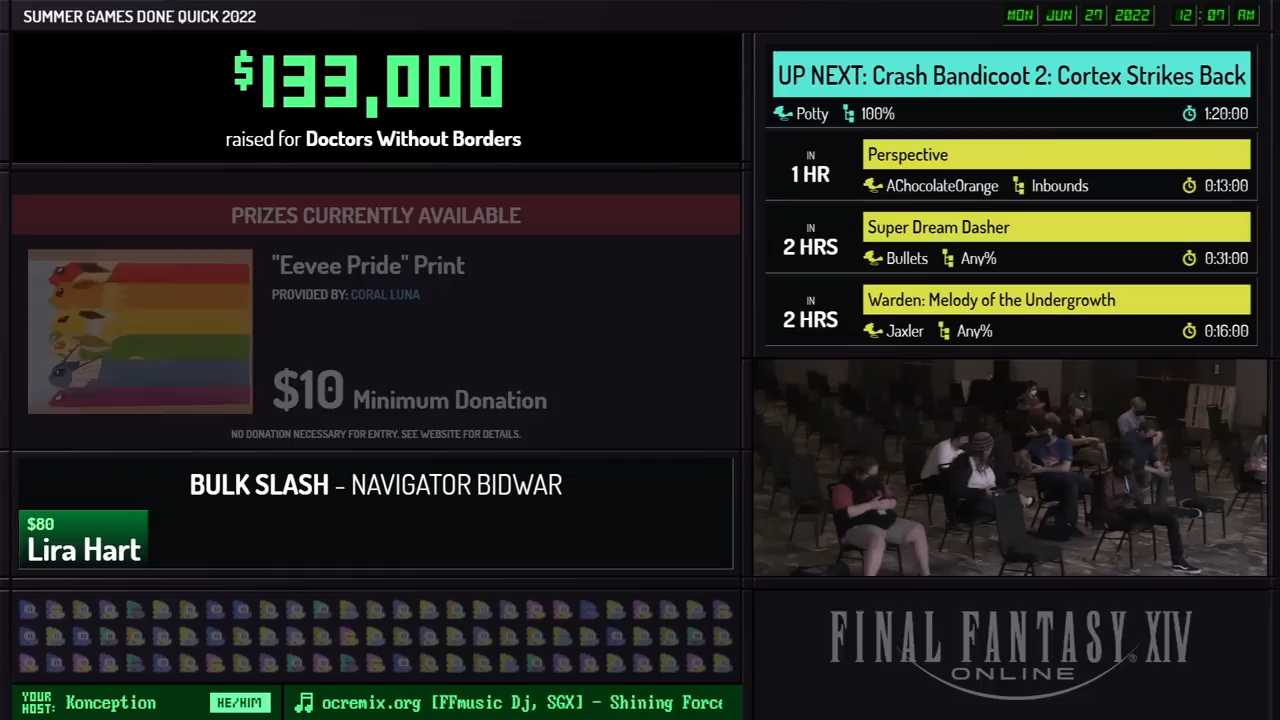 SUMMER GAMES DONE QUICK 2022
MON JUN 27 2022 12:07 AM
$133,000
raised for Doctors Without Borders
PRIZES CURRENTLY AVAILABLE
"Eevee Pride" Print
PROVIDED BY: CORAL LUNA
$10 Minimum Donation
NO DONATION NECESSARY FOR ENTRY. SEE WEBSITE FOR DETAILS.
BULK SLASH - NAVIGATOR BIDWAR
$80
Lira Hart
UP NEXT: Crash Bandicoot 2: Cortex Strikes Back
Potty 100% 1:20:00
IN
1 HR
Perspective
AChocolateOrange Inbounds 0:13:00
IN
2 HRS
Super Dream Dasher
Bullets Any% 0:31:00
IN
2 HRS
Warden: Melody of the Undergrowth
Jaxler Any% 0:16:00
FINAL FANTASY XIV
ONLINE
YOUR HOST: Konception HE/HIM
ocremix.org [FFmusic Dj, SGX] - Shining Force